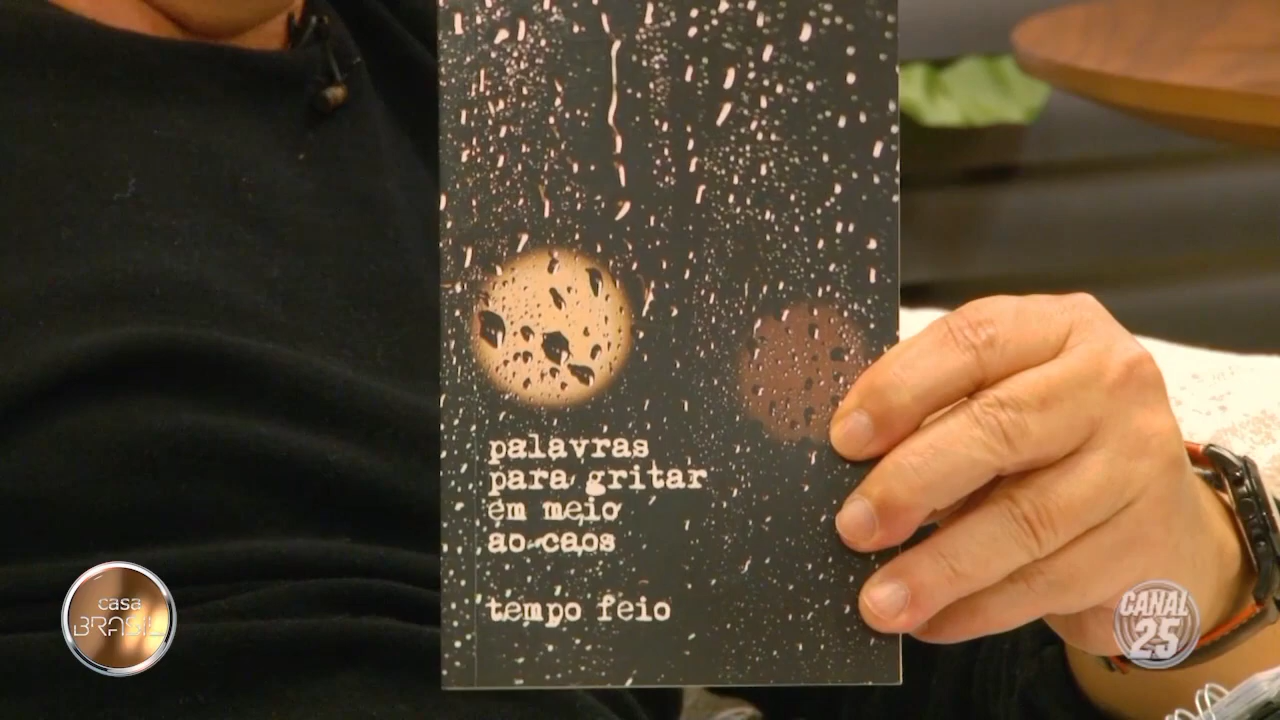 palavras
para gritar
em meio
ao caos
tempo feio
casa
BRASIL
CANAL
25